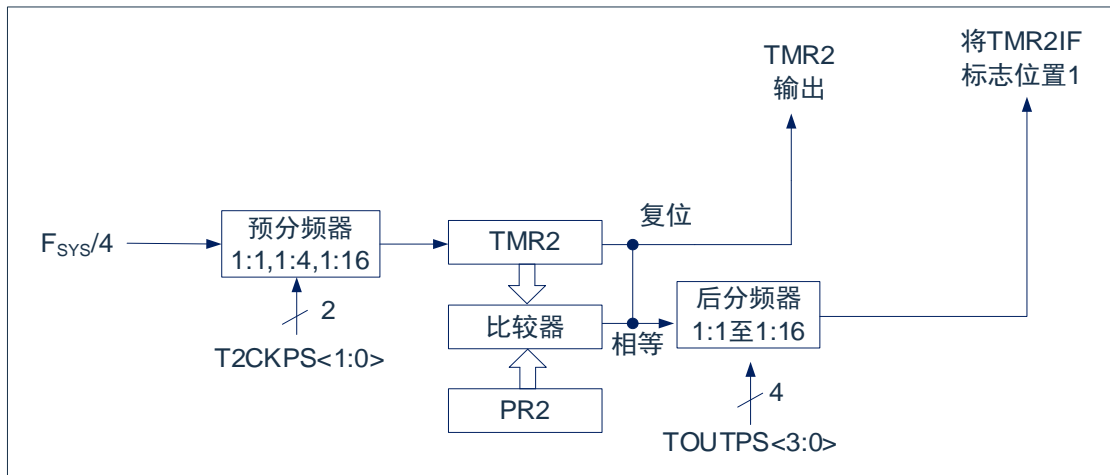 TMR2
输出
将TMR2IF
标志位置1
复位
F_SYS/4
预分频器
1:1,1:4,1:16
TMR2
2
T2CKPS<1:0>
比较器
相等
PR2
后分频器
1:1至1:16
4
TOUTPS<3:0>